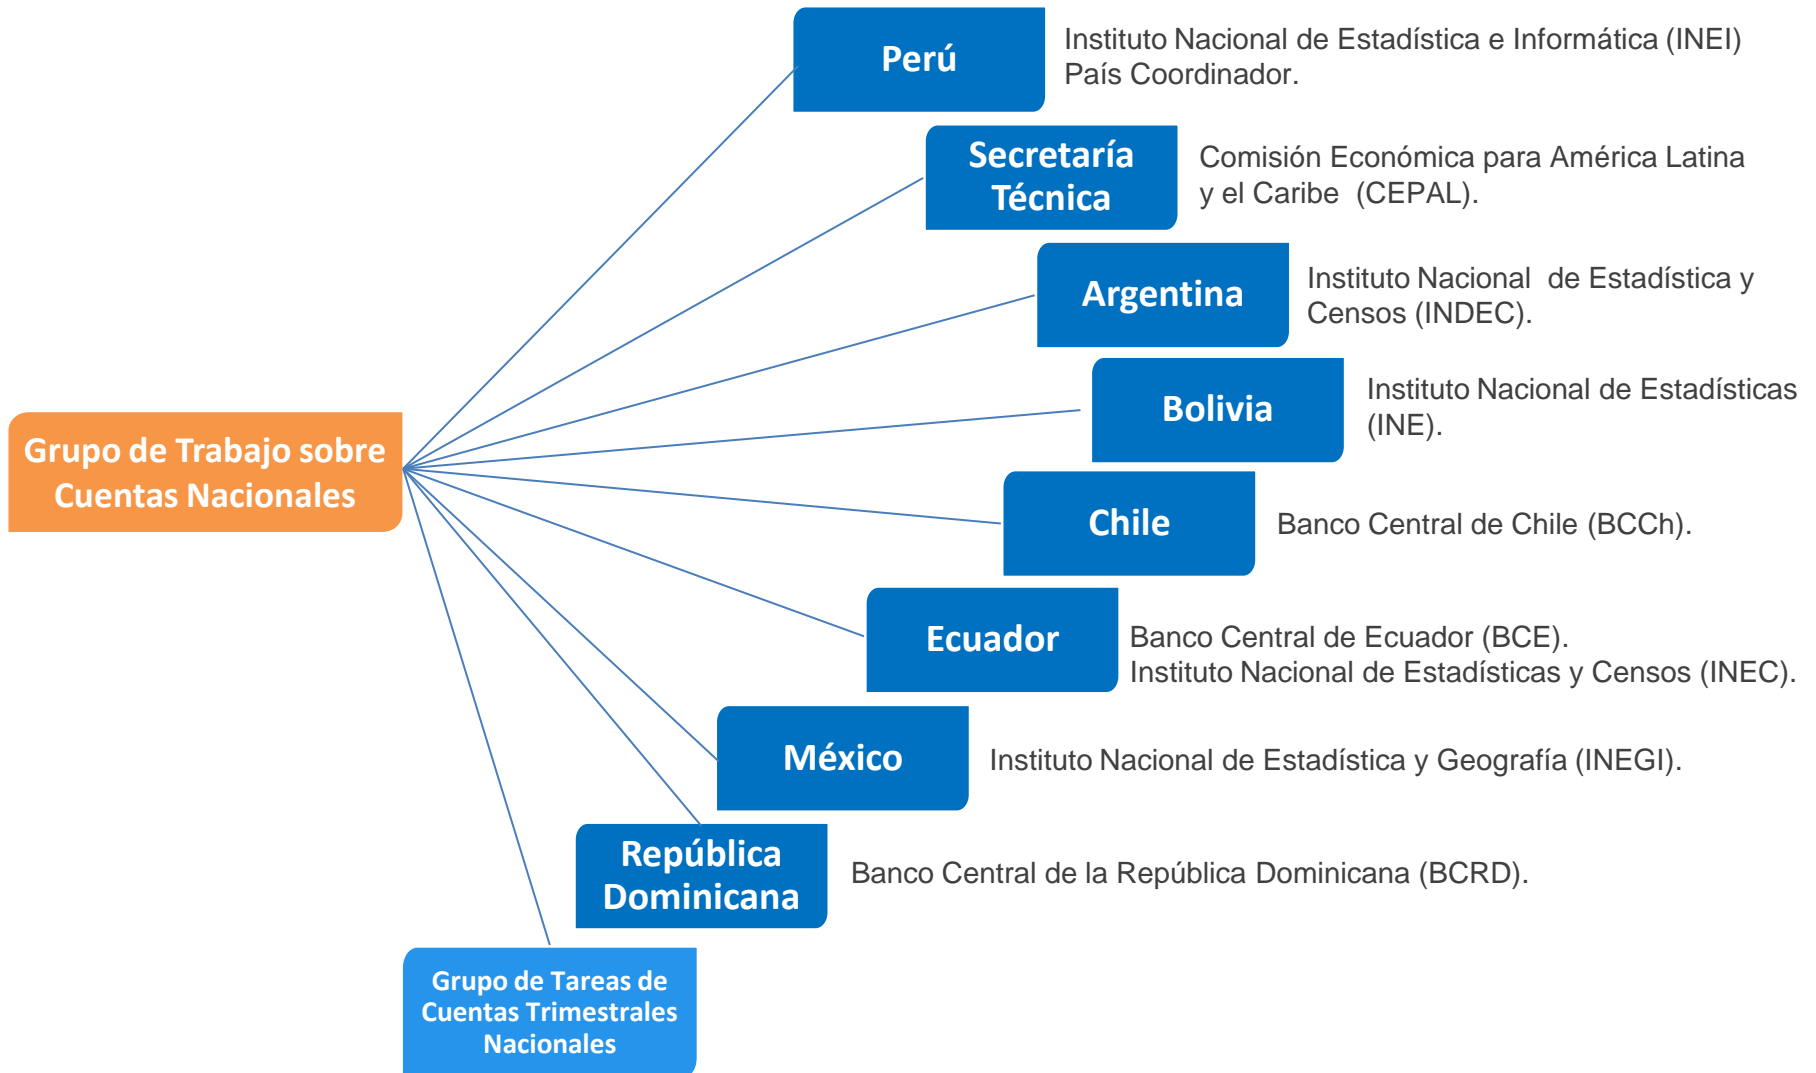 Perú
Instituto Nacional de Estadística e Informática (INEI)
País Coordinador.
Secretaría
Técnica
Comisión Económica para América Latina
y el Caribe (CEPAL).
Argentina
Instituto Nacional de Estadística y
Censos (INDEC).
Bolivia
Instituto Nacional de Estadísticas
(INE).
Grupo de Trabajo sobre
Cuentas Nacionales
Chile
Banco Central de Chile (BCCh).
Ecuador
Banco Central de Ecuador (BCE).
Instituto Nacional de Estadísticas y Censos (INEC).
México
Instituto Nacional de Estadística y Geografía (INEGI).
República
Dominicana
Banco Central de la República Dominicana (BCRD).
Grupo de Tareas de
Cuentas Trimestrales
Nacionales